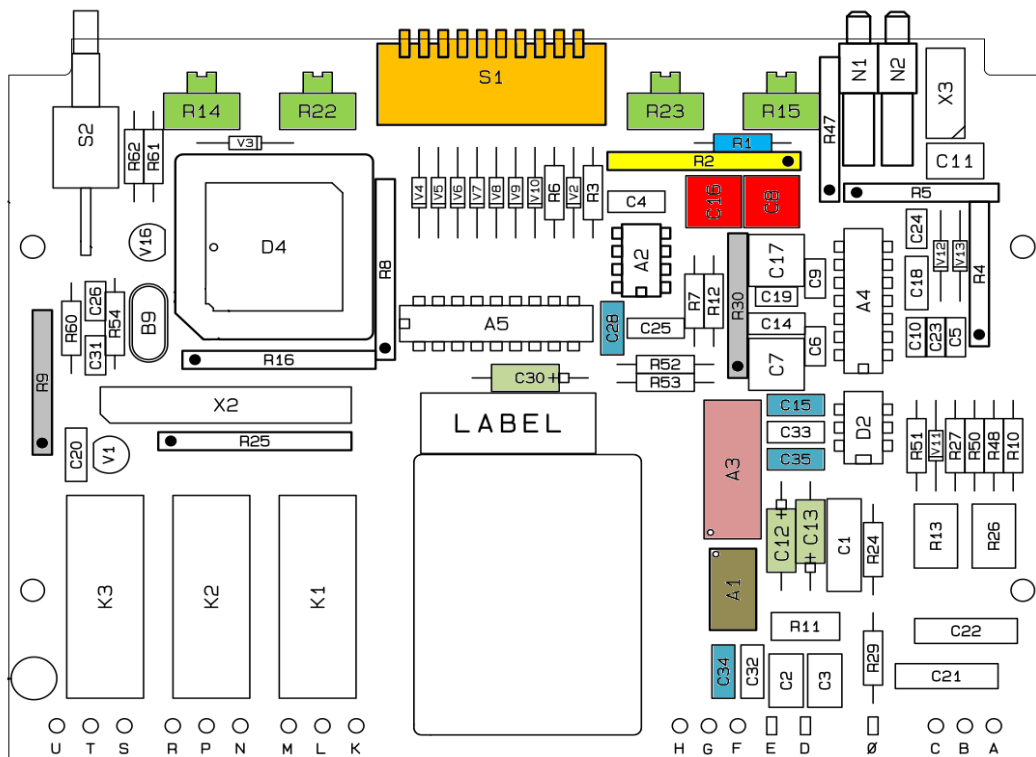 S1
N1 N2
X3
R14 R22 R23 R15
S2
R47
V3
R1
R62 R61
R2
C11
V4 V5 V6 V7 V8 V9 V10 R6 V2 R3
R5
C4
C16 C8
V16
D4
C24
V12 V13
A2
C17
R8
R4
C9
A4
C18
C26
R7 R12
R30
C19
R60 R54 B9
A5
C28 C25
C14
C10 C23 C5
C31
C6
R16
R52
C7
R9
C30 +
R53
X2
C15
LABEL
C33
D2
R25
C20 V1
A3
C35
R51 V11 R27 R50 R48 R10
C12 + C13 +
C1
R24
R13 R26
K3 K2 K1
A1
R11
C22
R29
C34 C32 C2 C3
C21
U T S R P N M L K H G F E D Ø C B A